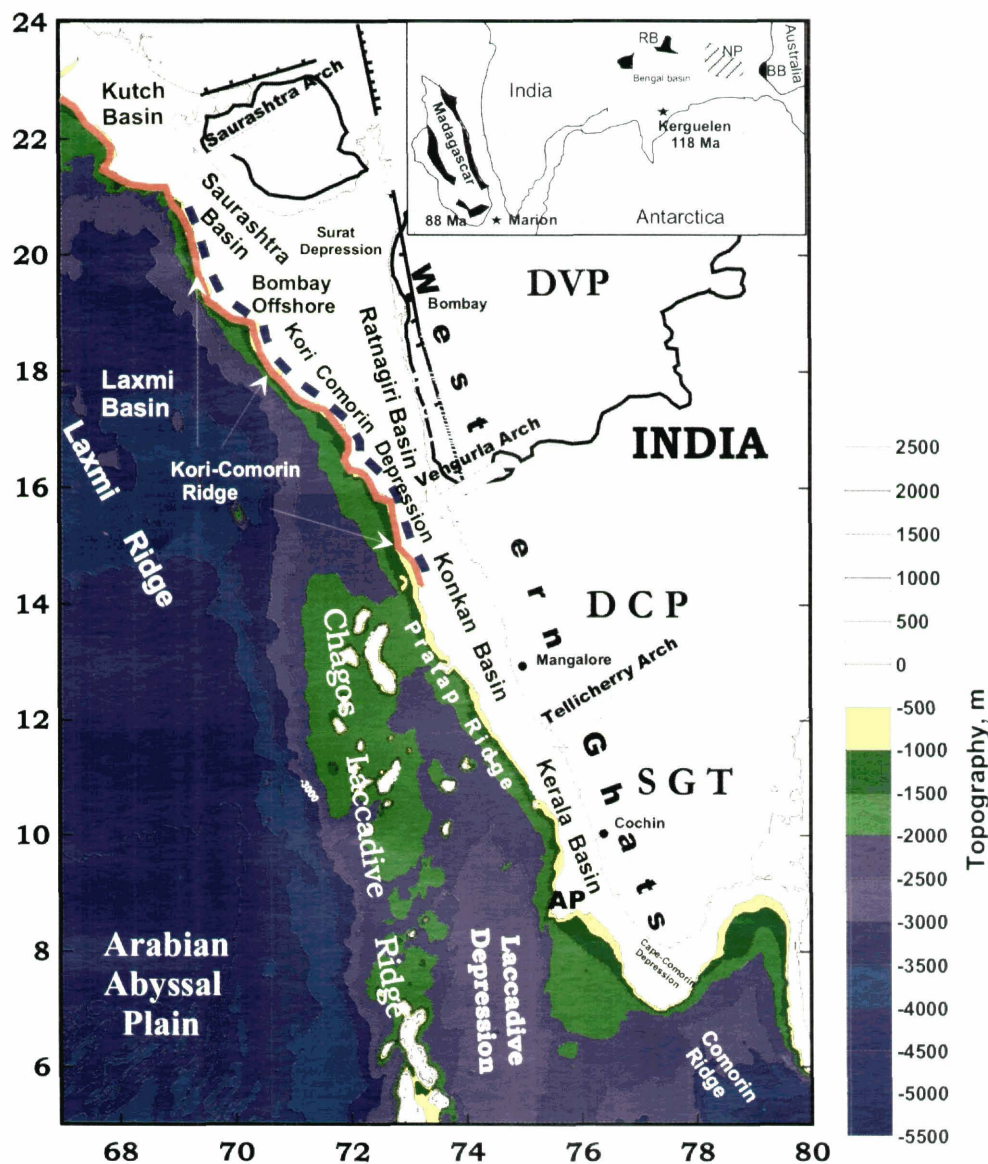 24
22
20
18
16
14
12
10
8
6
68
70
72
74
76
78
80
Kutch
Basin
Saurashtra Arch
Saurashtra
Basin
Surat
Depression
Bombay
Offshore
Kori Comorin Depression
Ratnagiri Basin
Bombay
Western Ghats
DVP
INDIA
Vengurla Arch
Laxmi
Basin
Laxmi
Ridge
Kori-Comorin
Ridge
Konkan Basin
DCP
Mangalore
Tellicherry Arch
Chagos
Laccadive
Ridge
Pratap Ridge
-3000
Kerala Basin
SGT
Cochin
AP
Arabian
Abyssal
Plain
Laccadive
Depression
Cape-Comorin
Depression
Comorin
Ridge
RB
NP
BB
Australia
Bengal basin
India
Madagascar
Kerguelen
118 Ma
88 Ma
Marion
Antarctica
2500
2000
1500
1000
500
0
-500
-1000
-1500
-2000
-2500
-3000
-3500
-4000
-4500
-5000
-5500
Topography, m